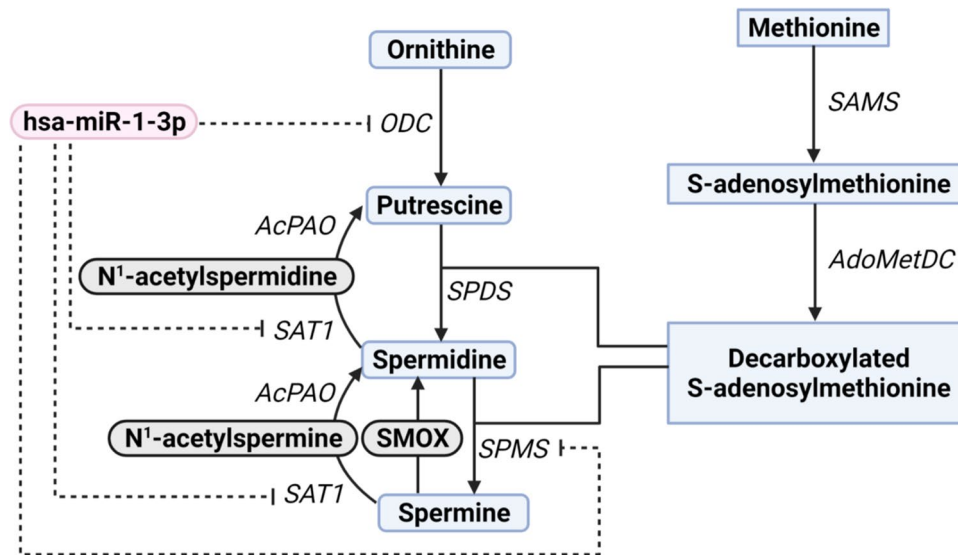 Methionine
Ornithine
SAMS
hsa-miR-1-3p
ODC
S-adenosylmethionine
Putrescine
AcPAO
AdoMetDC
N¹-acetylspermidine
SPDS
SAT1
Spermidine
Decarboxylated
S-adenosylmethionine
AcPAO
N¹-acetylspermine
SMOX
SPMS
SAT1
Spermine